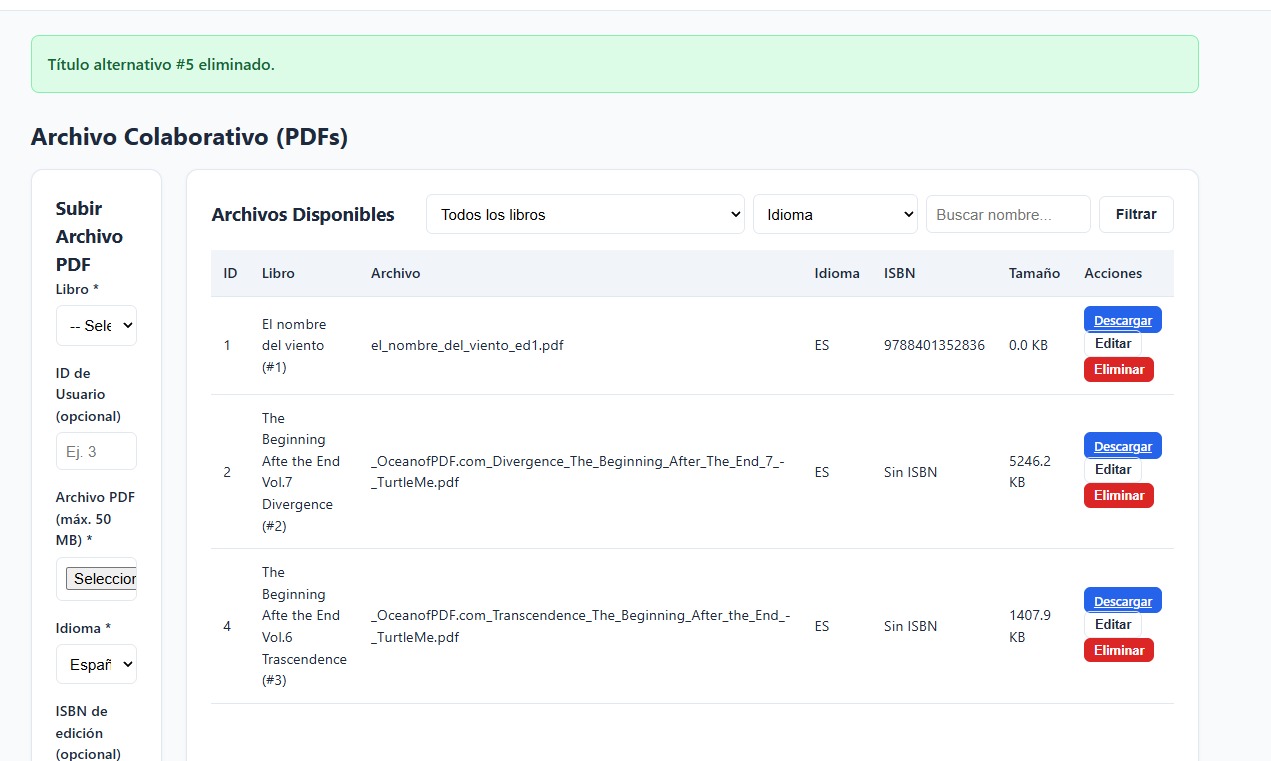 Título alternativo #5 eliminado.
Archivo Colaborativo (PDFs)
Subir
Archivo
PDF
Libro *
-- Sele
ID de
Usuario
(opcional)
Ej. 3
Archivo PDF
(máx. 50
MB) *
Seleccior
Idioma *
Españ
ISBN de
edición
(opcional)
Archivos Disponibles
Todos los libros
Idioma
Buscar nombre...
Filtrar
ID Libro Archivo Idioma ISBN Tamaño Acciones
1
El nombre
del viento
(#1)
el_nombre_del_viento_ed1.pdf
ES
9788401352836
0.0 KB
Descargar
Editar
Eliminar
2
The
Beginning
Afte the End
Vol.7
Divergence
(#2)
_OceanofPDF.com_Divergence_The_Beginning_After_The_End_7_-
_TurtleMe.pdf
ES
Sin ISBN
5246.2
KB
Descargar
Editar
Eliminar
4
The
Beginning
Afte the End
Vol.6
Trascendence
(#3)
_OceanofPDF.com_Transcendence_The_Beginning_After_the_End_-
_TurtleMe.pdf
ES
Sin ISBN
1407.9
KB
Descargar
Editar
Eliminar